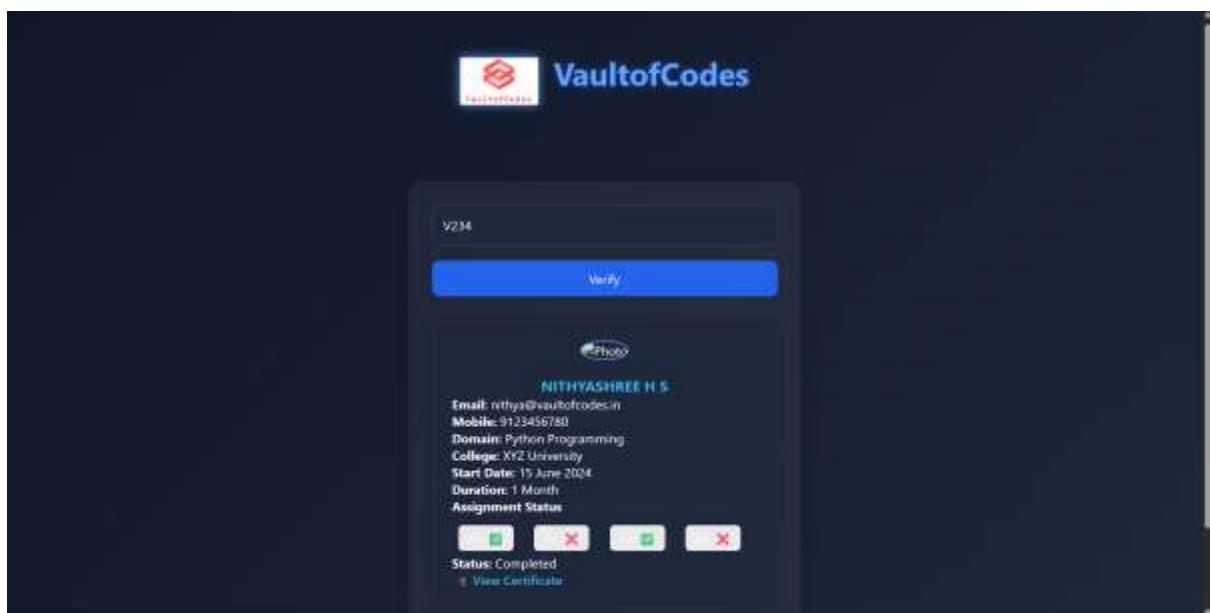 VaultofCodes
VaultofCodes
V234
Verify
Photo
NITHYASHREE H S
Email: nithya@vaultofcodes.in
Mobile: 9123456780
Domain: Python Programming
College: XYZ University
Start Date: 15 June 2024
Duration: 1 Month
Assignment Status
Status: Completed
View Certificate